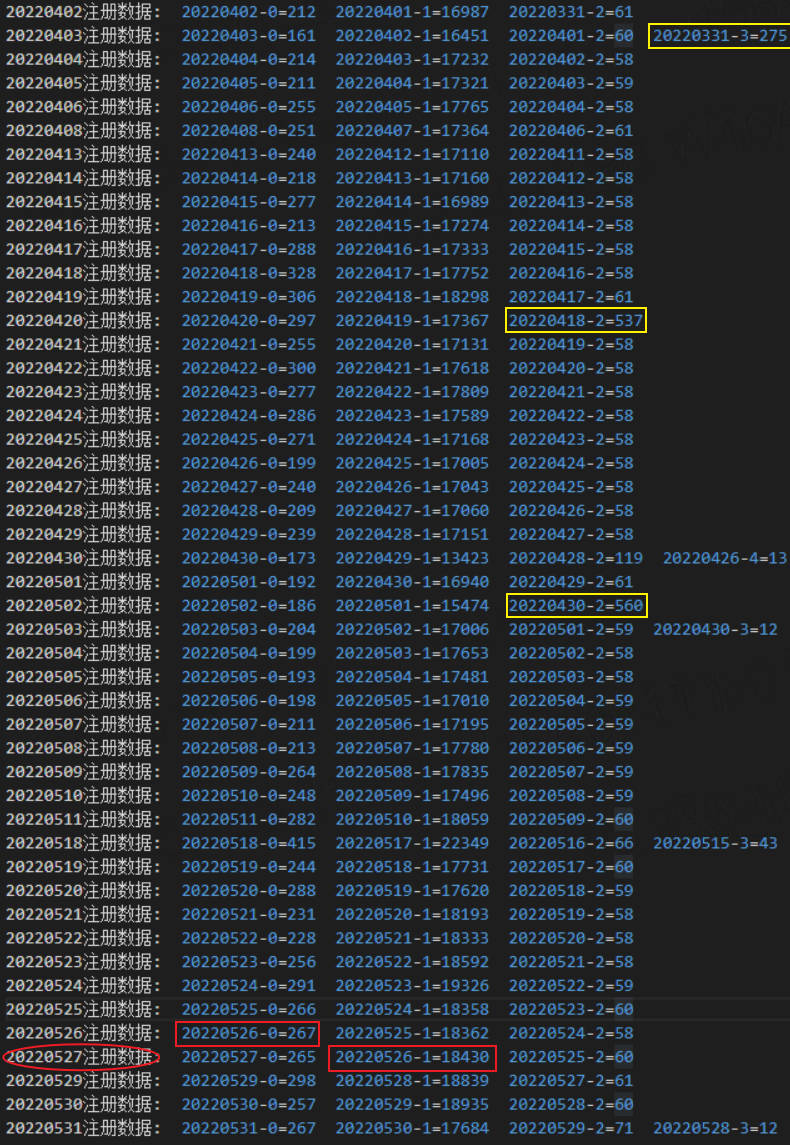 20220402注册数据: 20220402-0=212 20220401-1=16987 20220331-2=61
20220403注册数据: 20220403-0=161 20220402-1=16451 20220401-2=60 20220331-3=275
20220404注册数据: 20220404-0=214 20220403-1=17232 20220402-2=58
20220405注册数据: 20220405-0=211 20220404-1=17321 20220403-2=59
20220406注册数据: 20220406-0=255 20220405-1=17765 20220404-2=58
20220408注册数据: 20220408-0=251 20220407-1=17364 20220406-2=61
20220413注册数据: 20220413-0=240 20220412-1=17110 20220411-2=58
20220414注册数据: 20220414-0=218 20220413-1=17160 20220412-2=58
20220415注册数据: 20220415-0=277 20220414-1=16989 20220413-2=58
20220416注册数据: 20220416-0=213 20220415-1=17274 20220414-2=58
20220417注册数据: 20220417-0=288 20220416-1=17333 20220415-2=58
20220418注册数据: 20220418-0=328 20220417-1=17752 20220416-2=58
20220419注册数据: 20220419-0=306 20220418-1=18298 20220417-2=61
20220420注册数据: 20220420-0=297 20220419-1=17367 20220418-2=537
20220421注册数据: 20220421-0=255 20220420-1=17131 20220419-2=58
20220422注册数据: 20220422-0=300 20220421-1=17618 20220420-2=58
20220423注册数据: 20220423-0=277 20220422-1=17809 20220421-2=58
20220424注册数据: 20220424-0=286 20220423-1=17589 20220422-2=58
20220425注册数据: 20220425-0=271 20220424-1=17168 20220423-2=58
20220426注册数据: 20220426-0=199 20220425-1=17005 20220424-2=58
20220427注册数据: 20220427-0=240 20220426-1=17043 20220425-2=58
20220428注册数据: 20220428-0=209 20220427-1=17060 20220426-2=58
20220429注册数据: 20220429-0=239 20220428-1=17151 20220427-2=58
20220430注册数据: 20220430-0=173 20220429-1=13423 20220428-2=119 20220426-4=13
20220501注册数据: 20220501-0=192 20220430-1=16940 20220429-2=61
20220502注册数据: 20220502-0=186 20220501-1=15474 20220430-2=560
20220503注册数据: 20220503-0=204 20220502-1=17006 20220501-2=59 20220430-3=12
20220504注册数据: 20220504-0=199 20220503-1=17653 20220502-2=58
20220505注册数据: 20220505-0=193 20220504-1=17481 20220503-2=58
20220506注册数据: 20220506-0=198 20220505-1=17010 20220504-2=59
20220507注册数据: 20220507-0=211 20220506-1=17195 20220505-2=59
20220508注册数据: 20220508-0=213 20220507-1=17780 20220506-2=59
20220509注册数据: 20220509-0=264 20220508-1=17835 20220507-2=59
20220510注册数据: 20220510-0=248 20220509-1=17496 20220508-2=59
20220511注册数据: 20220511-0=282 20220510-1=18059 20220509-2=60
20220518注册数据: 20220518-0=415 20220517-1=22349 20220516-2=66 20220515-3=43
20220519注册数据: 20220519-0=244 20220518-1=17731 20220517-2=60
20220520注册数据: 20220520-0=288 20220519-1=17620 20220518-2=59
20220521注册数据: 20220521-0=231 20220520-1=18193 20220519-2=58
20220522注册数据: 20220522-0=228 20220521-1=18333 20220520-2=58
20220523注册数据: 20220523-0=256 20220522-1=18592 20220521-2=58
20220524注册数据: 20220524-0=291 20220523-1=19326 20220522-2=59
20220525注册数据: 20220525-0=266 20220524-1=18358 20220523-2=60
20220526注册数据: 20220526-0=267 20220525-1=18362 20220524-2=58
20220527注册数据: 20220527-0=265 20220526-1=18430 20220525-2=60
20220529注册数据: 20220529-0=298 20220528-1=18839 20220527-2=61
20220530注册数据: 20220530-0=257 20220529-1=18935 20220528-2=60
20220531注册数据: 20220531-0=267 20220530-1=17684 20220529-2=71 20220528-3=12